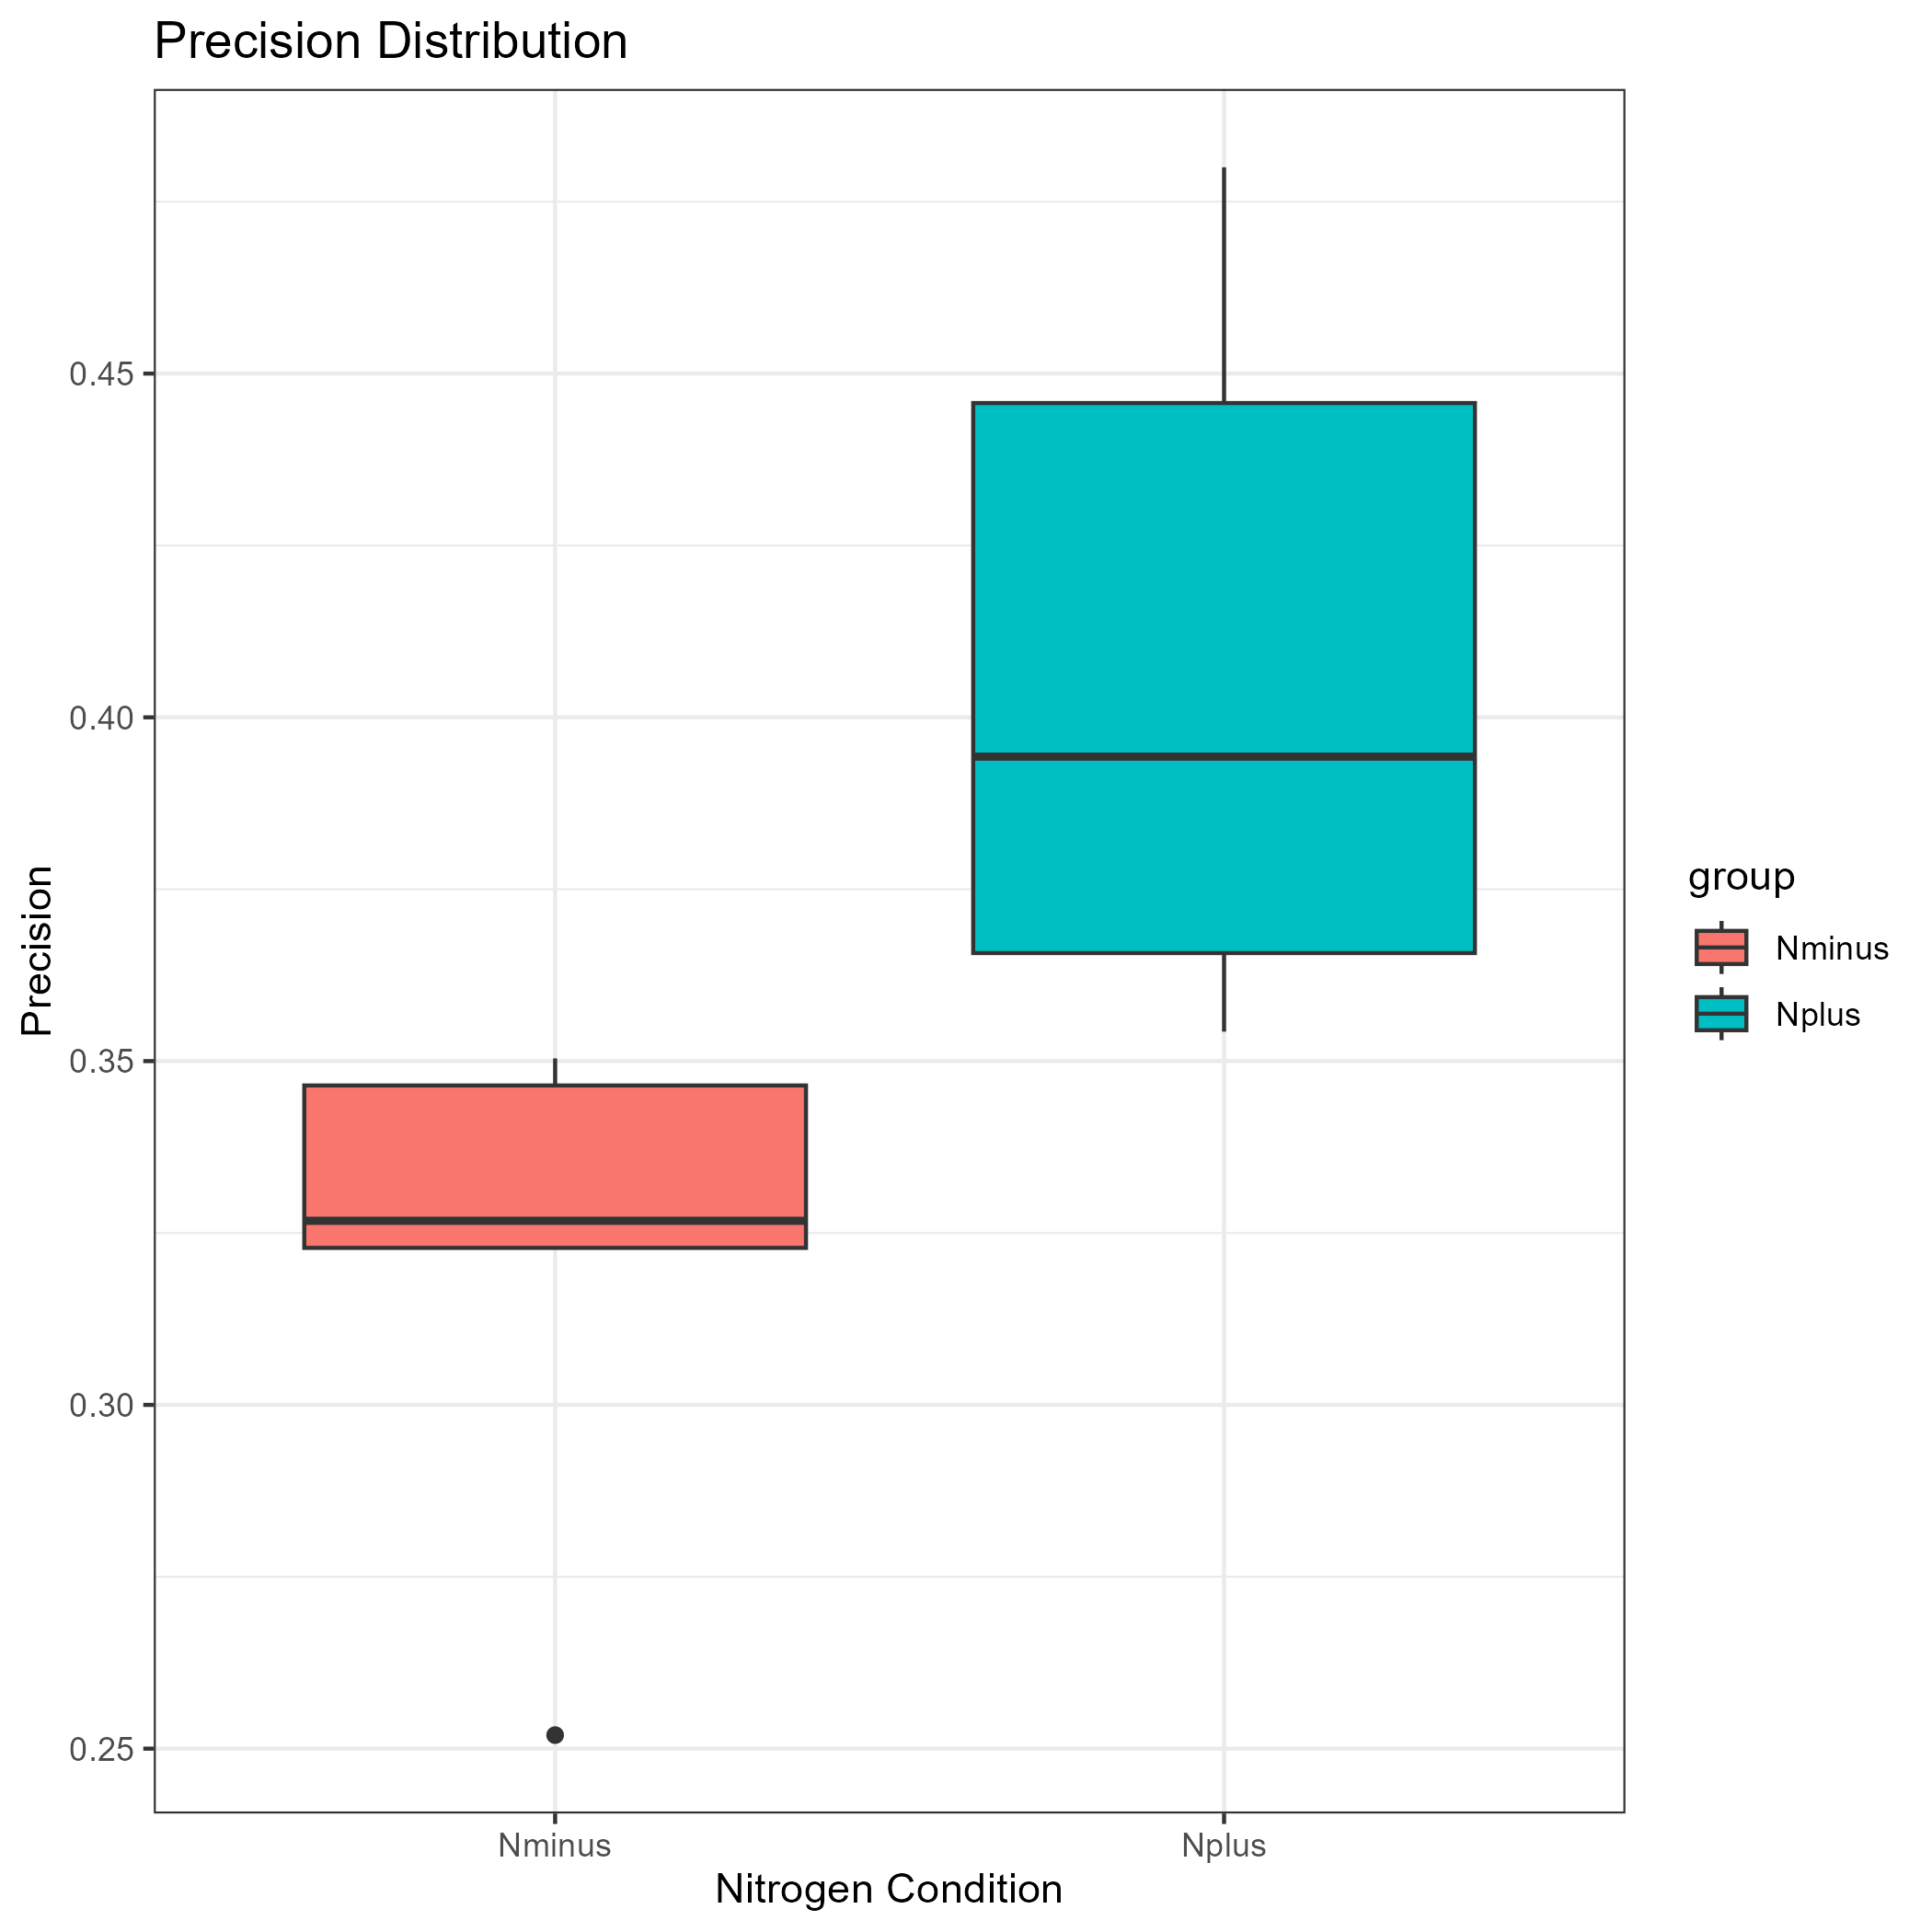 Precision Distribution
Precision
0.45
0.40
0.35
0.30
0.25
Nminus
Nplus
Nitrogen Condition
group
Nminus
Nplus